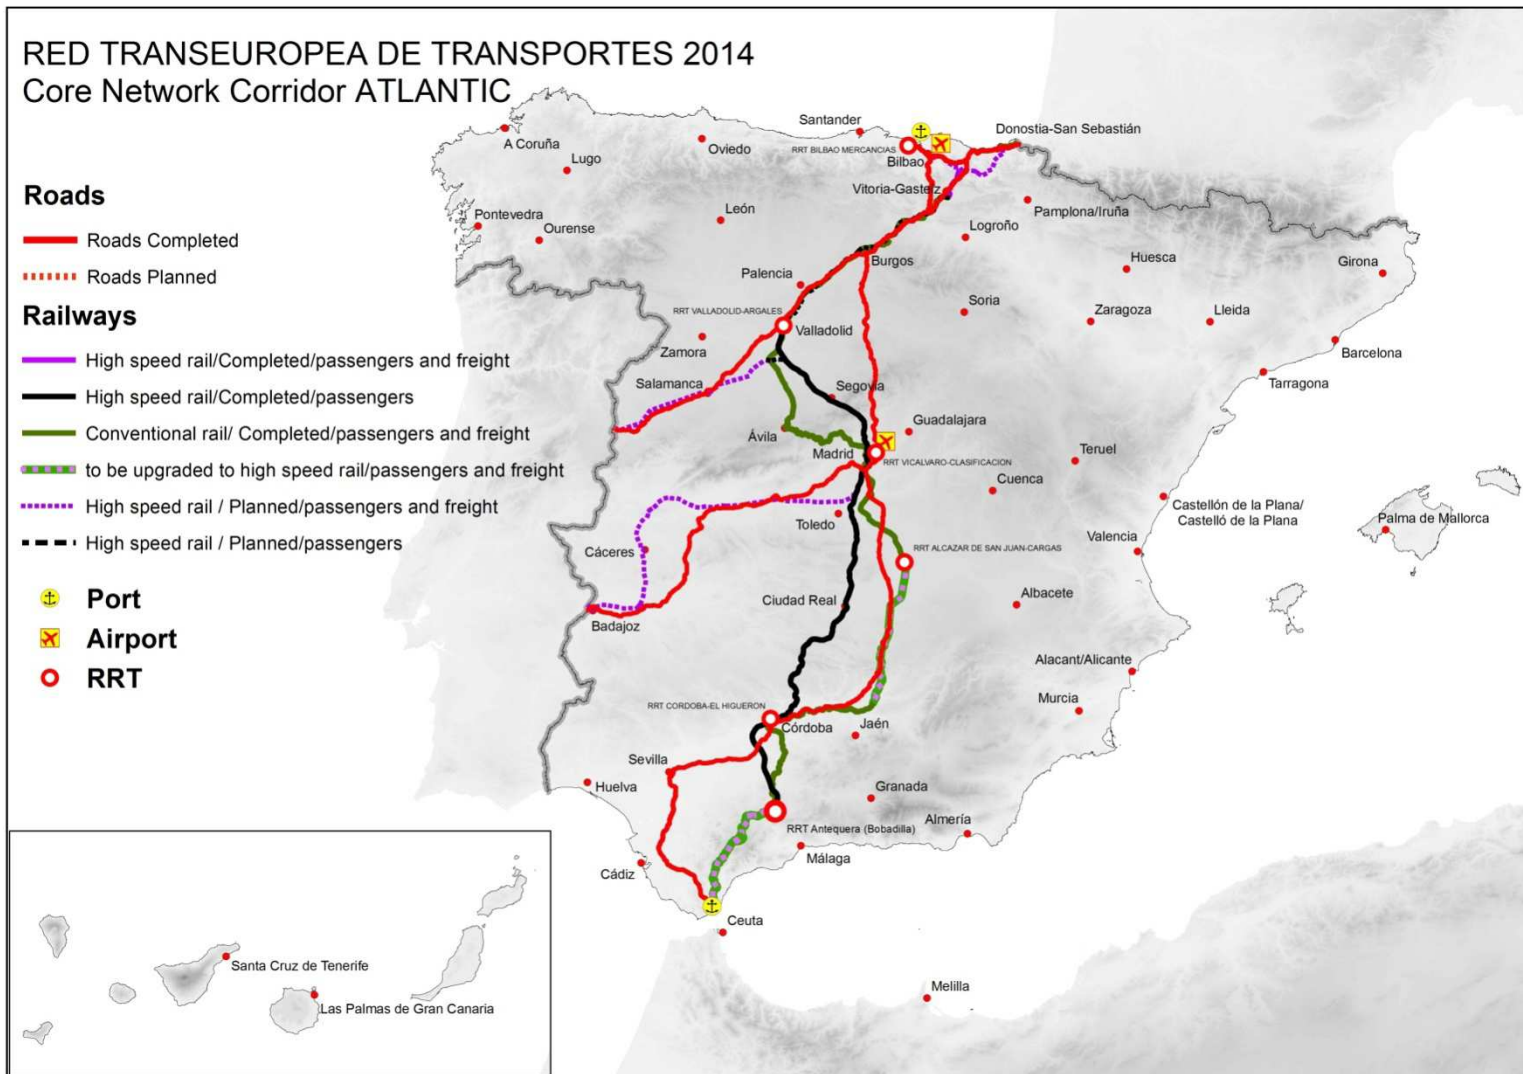 RED TRANSEUROPEA DE TRANSPORTES 2014
Core Network Corridor ATLANTIC
Roads
Roads Completed
Roads Planned
Railways
High speed rail/Completed/passengers and freight
High speed rail/Completed/passengers
Conventional rail/ Completed/passengers and freight
to be upgraded to high speed rail/passengers and freight
High speed rail / Planned/passengers and freight
High speed rail / Planned/passengers
Port
Airport
RRT
A Coruña
Lugo
Oviedo
Santander
RRT BILBAO MERCANCIAS
Bilbao
Donostia-San Sebastián
Vitoria-Gasteiz
Pamplona/Iruña
Pontevedra
Ourense
León
Logroño
Burgos
Palencia
Huesca
Girona
RRT VALLADOLID-ARGALES
Valladolid
Soria
Zaragoza
Lleida
Barcelona
Zamora
Tarragona
Salamanca
Segovia
Guadalajara
Ávila
Madrid
RRT VICALVARO-CLASIFICACION
Teruel
Cuenca
Castellón de la Plana/
Castelló de la Plana
Toledo
Palma de Mallorca
Valencia
Cáceres
RRT ALCAZAR DE SAN JUAN-CARGAS
Ciudad Real
Albacete
Badajoz
Alacant/Alicante
Murcia
RRT CORDOBA-EL HIGUERON
Córdoba
Jaén
Sevilla
Huelva
Granada
RRT Antequera (Bobadilla)
Almería
Málaga
Cádiz
Ceuta
Melilla
Santa Cruz de Tenerife
Las Palmas de Gran Canaria